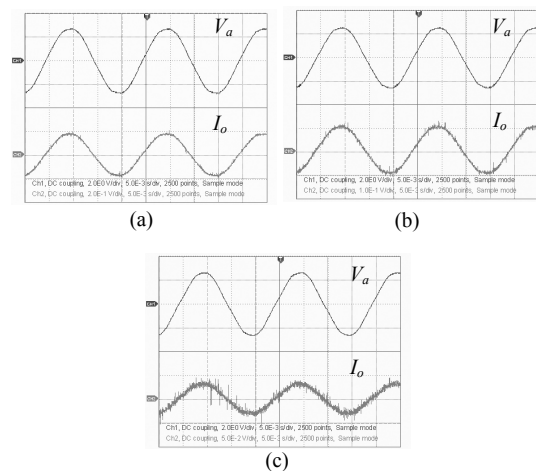 Va
CH1
Io
CH2
Ch1, DC coupling, 2.0E0 V/div, 5.0E-3 s/div, 2500 points, Sample mode
Ch2, DC coupling, 2.0E-1 V/div, 5.0E-3 s/div, 2500 points, Sample mode
(a)
Va
CH1
Io
CH2
Ch1, DC coupling, 2.0E0 V/div, 5.0E-3 s/div, 2500 points, Sample mode
Ch2, DC coupling, 1.0E-1 V/div, 5.0E-3 s/div, 2500 points, Sample mode
(b)
Va
CH1
Io
CH2
Ch1, DC coupling, 2.0E0 V/div, 5.0E-3 s/div, 2500 points, Sample mode
Ch2, DC coupling, 5.0E-2 V/div, 5.0E-3 s/div, 2500 points, Sample mode
(c)